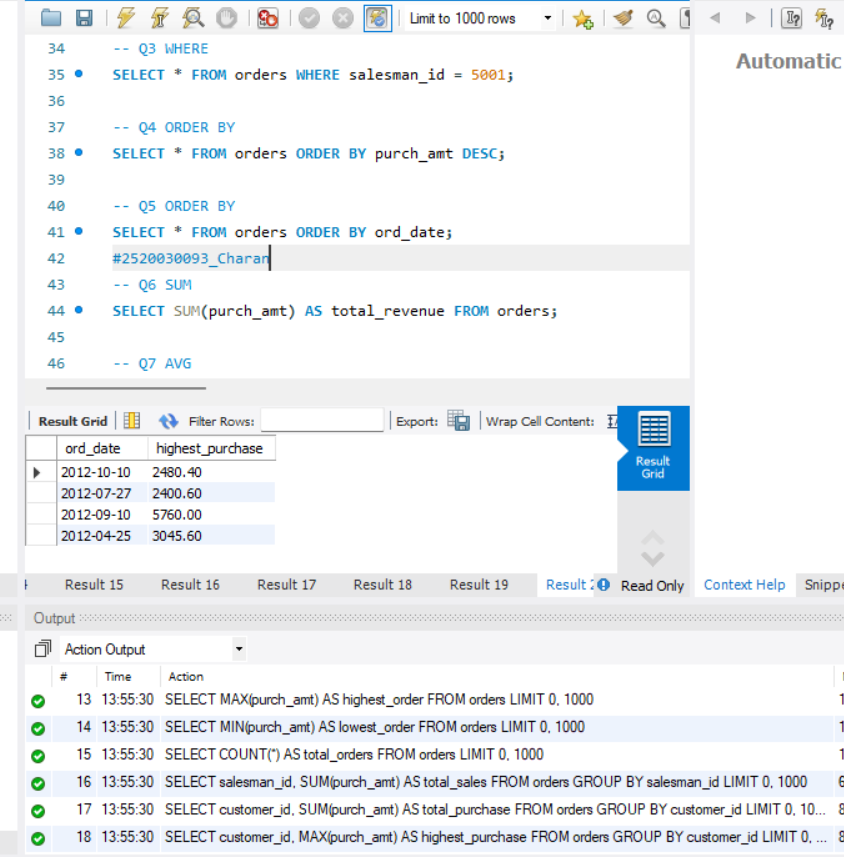 Limit to 1000 rows
34 -- Q3 WHERE
35 SELECT * FROM orders WHERE salesman_id = 5001;
36
37 -- Q4 ORDER BY
38 SELECT * FROM orders ORDER BY purch_amt DESC;
39
40 -- Q5 ORDER BY
41 SELECT * FROM orders ORDER BY ord_date;
42 #2520030093_Charan
43 -- Q6 SUM
44 SELECT SUM(purch_amt) AS total_revenue FROM orders;
45
46 -- Q7 AVG
Automatic
Result Grid Filter Rows: Export: Wrap Cell Content:
ord_date highest_purchase
2012-10-10 2480.40
2012-07-27 2400.60
2012-09-10 5760.00
2012-04-25 3045.60
Result
Grid
Result 15 Result 16 Result 17 Result 18 Result 19 Result Read Only
Context Help Snippe
Output
Action Output
# Time Action
13 13:55:30 SELECT MAX(purch_amt) AS highest_order FROM orders LIMIT 0, 1000
14 13:55:30 SELECT MIN(purch_amt) AS lowest_order FROM orders LIMIT 0, 1000
15 13:55:30 SELECT COUNT(*) AS total_orders FROM orders LIMIT 0, 1000
16 13:55:30 SELECT salesman_id, SUM(purch_amt) AS total_sales FROM orders GROUP BY salesman_id LIMIT 0, 1000
17 13:55:30 SELECT customer_id, SUM(purch_amt) AS total_purchase FROM orders GROUP BY customer_id LIMIT 0, 10...
18 13:55:30 SELECT customer_id, MAX(purch_amt) AS highest_purchase FROM orders GROUP BY customer_id LIMIT 0, ...